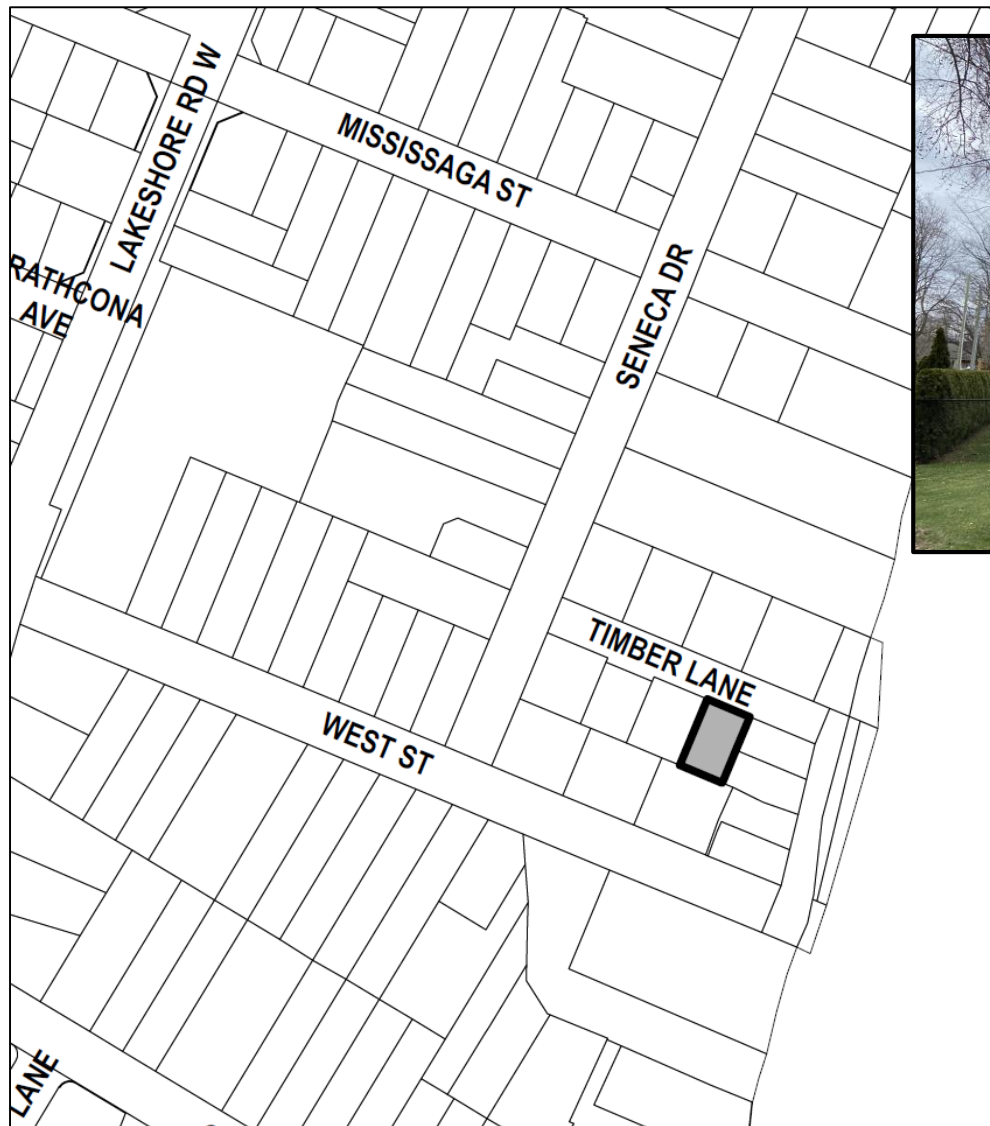 LAKESHORE RD W
MISSISSAGA ST
RATHCONA
AVE
SENECA DR
TIMBER LANE
WEST ST
LANE